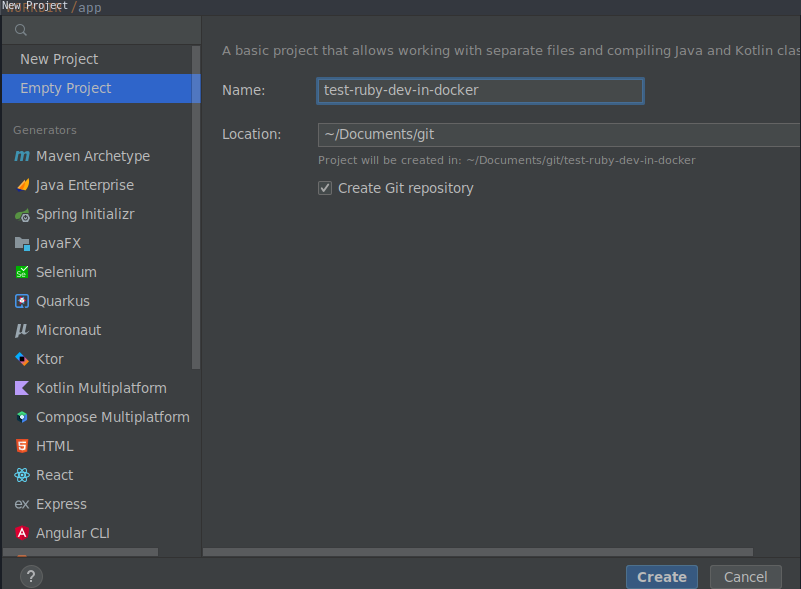 New Project
/app
New Project
Empty Project
Generators
Maven Archetype
Java Enterprise
Spring Initializr
JavaFX
Selenium
Quarkus
Micronaut
Ktor
Kotlin Multiplatform
Compose Multiplatform
HTML
React
Express
Angular CLI
A basic project that allows working with separate files and compiling Java and Kotlin clas
Name:
test-ruby-dev-in-docker
Location:
~/Documents/git
Project will be created in: ~/Documents/git/test-ruby-dev-in-docker
Create Git repository
?
Create
Cancel